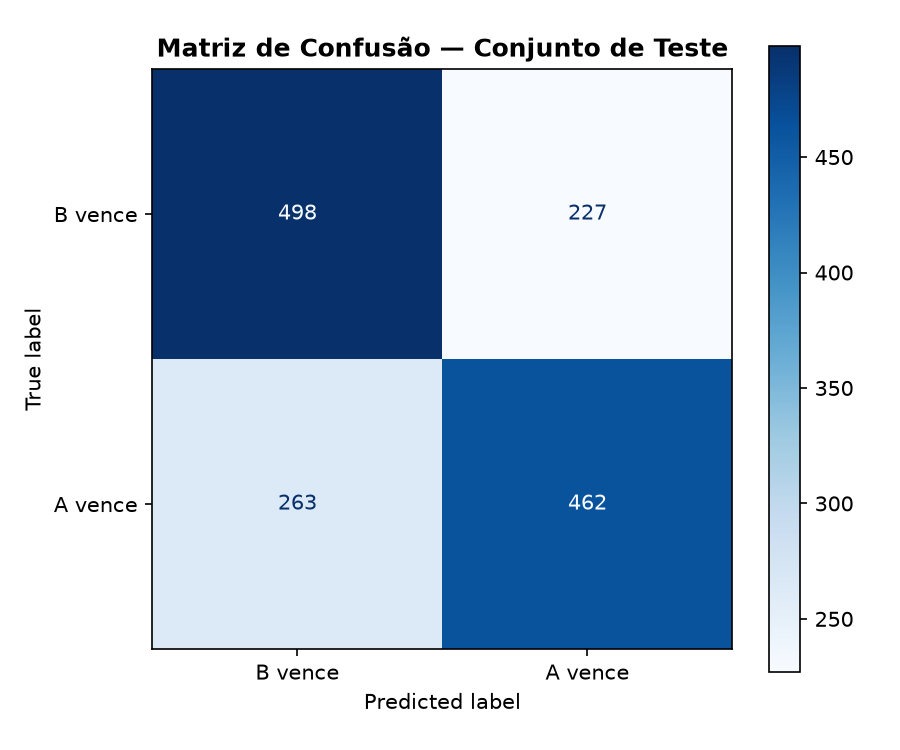 Matriz de Confusão — Conjunto de Teste
True label
B vence
A vence
498
227
263
462
B vence
A vence
Predicted label
450
400
350
300
250